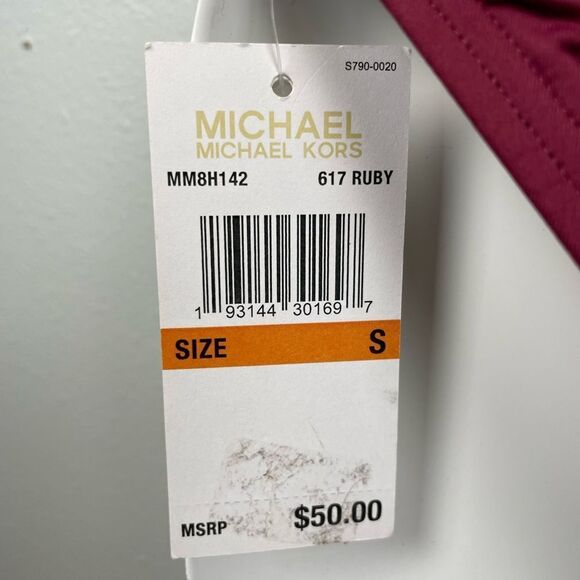 S790-0020
MICHAEL
MICHAEL KORS
MM8H142 617 RUBY
1 93144 30169 7
SIZE S
MSRP $50.00